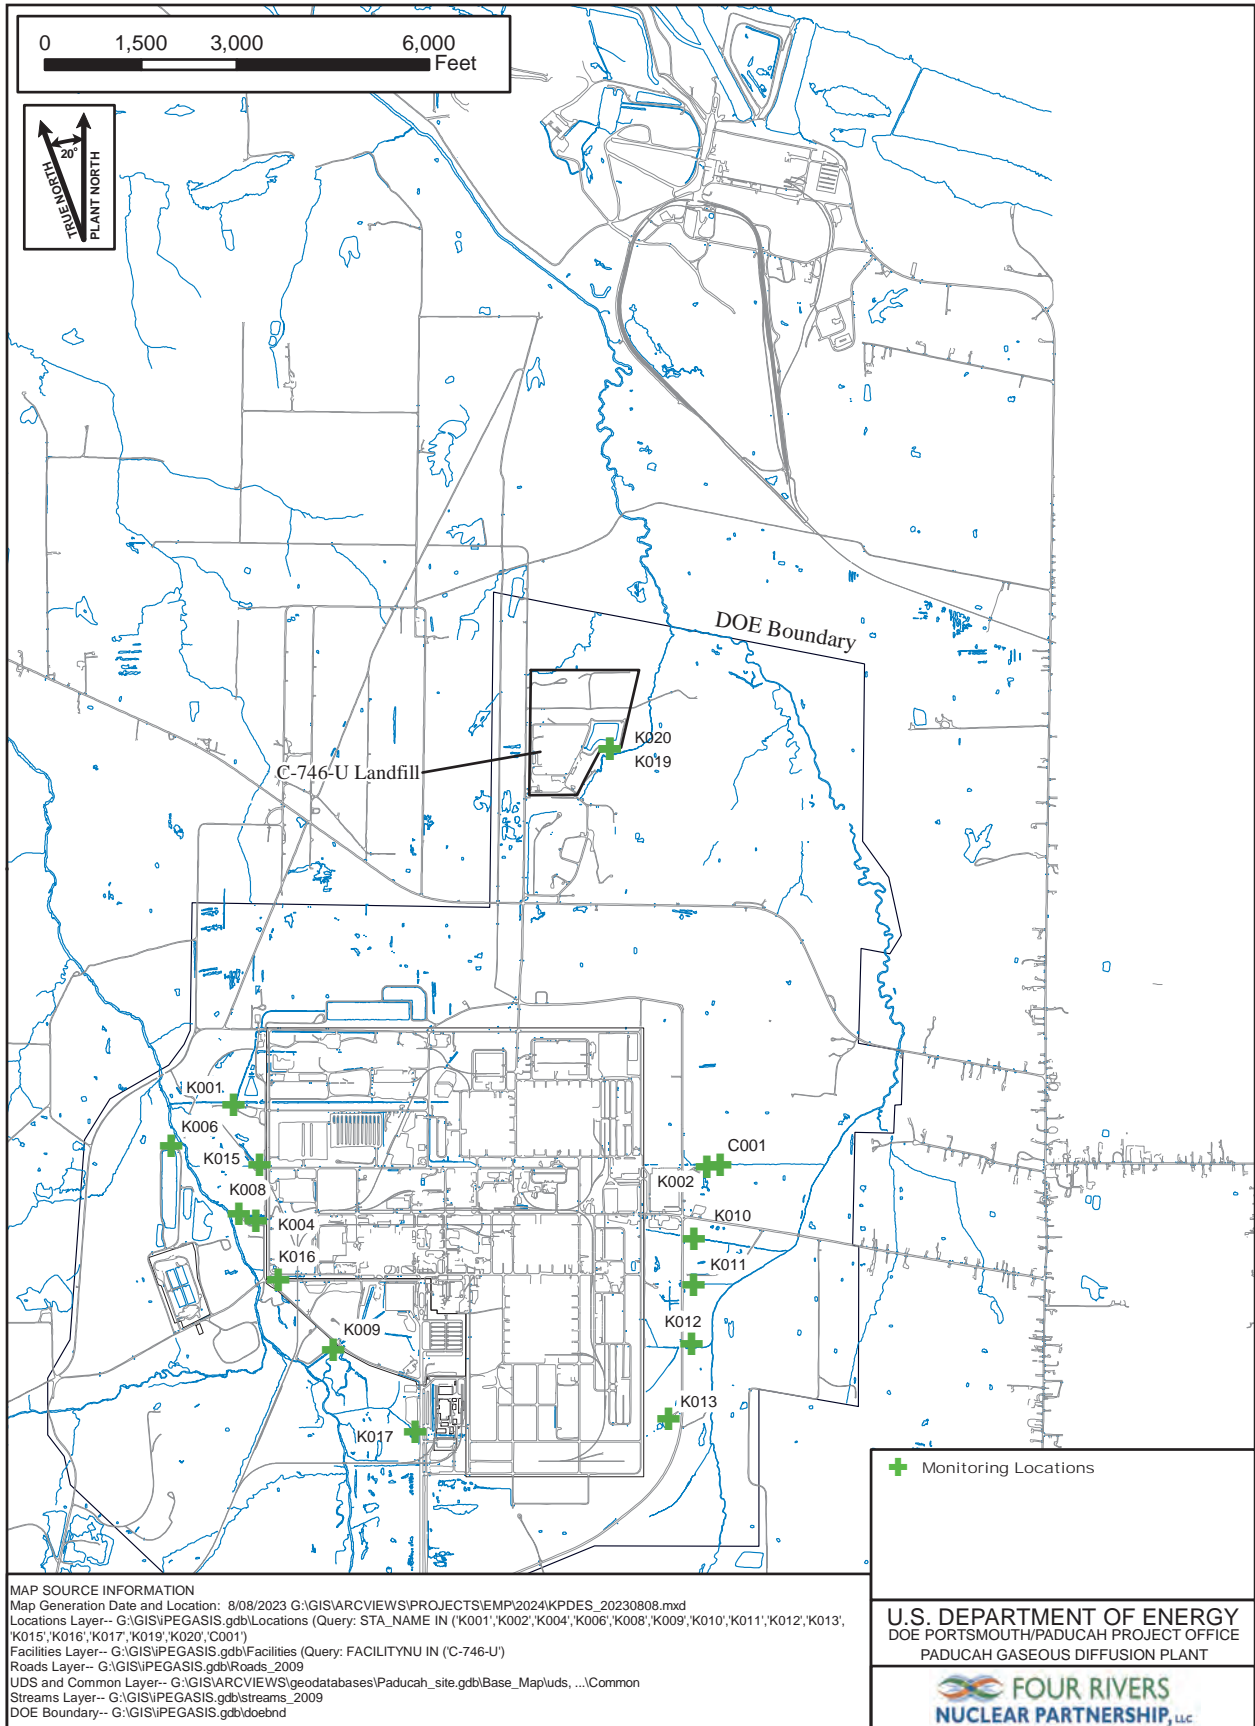 0 1,500 3,000 6,000
Feet
20°
TRUE NORTH
PLANT NORTH
DOE Boundary
K020
K019
C-746-U Landfill
K001
K006
K015
C001
K002
K008
K004
K010
K016
K011
K009
K012
K013
K017
Monitoring Locations
MAP SOURCE INFORMATION
Map Generation Date and Location: 8/08/2023 G:\GIS\ARCVIEWS\PROJECTS\EMP\2024\KPDES_20230808.mxd
Locations Layer-- G:\GIS\iPEGASIS.gdb\Locations (Query: STA_NAME IN ('K001','K002','K004','K006','K008','K009','K010','K011','K012','K013',
'K015','K016','K017','K019','K020','C001')
Facilities Layer-- G:\GIS\iPEGASIS.gdb\Facilities (Query: FACILITYNU IN ('C-746-U')
Roads Layer-- G:\GIS\iPEGASIS.gdb\Roads_2009
UDS and Common Layer-- G:\GIS\ARCVIEWS\geodatabases\Paducah_site.gdb\Base_Map\uds, ...\Common
Streams Layer-- G:\GIS\iPEGASIS.gdb\streams_2009
DOE Boundary-- G:\GIS\iPEGASIS.gdb\doebnd
U.S. DEPARTMENT OF ENERGY
DOE PORTSMOUTH/PADUCAH PROJECT OFFICE
PADUCAH GASEOUS DIFFUSION PLANT
FOUR RIVERS
NUCLEAR PARTNERSHIP, LLC